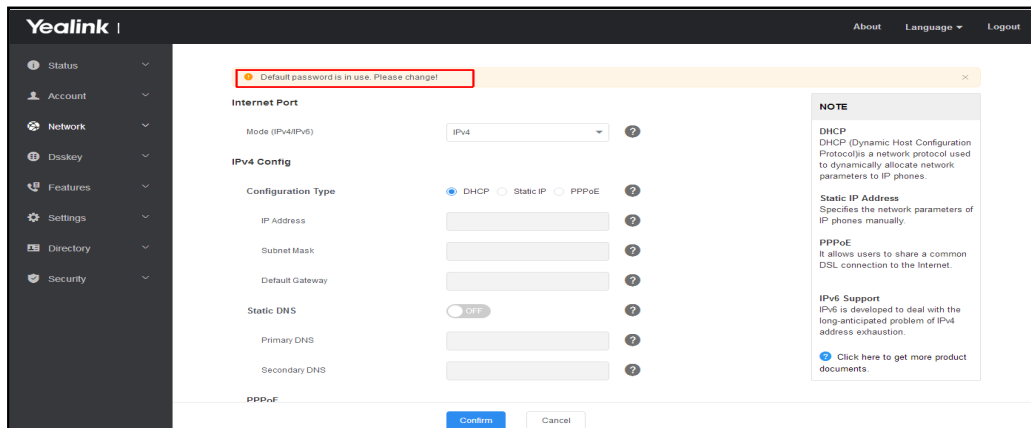 Yealink |
About Language Logout
Status
Account
Network
Dsskey
Features
Settings
Directory
Security
Default password is in use. Please change!
Internet Port
Mode (IPv4/IPv6) IPv4
IPv4 Config
Configuration Type DHCP Static IP PPPoE
IP Address
Subnet Mask
Default Gateway
Static DNS OFF
Primary DNS
Secondary DNS
PPPoE
Confirm Cancel
NOTE
DHCP
DHCP (Dynamic Host Configuration
Protocol)is a network protocol used
to dynamically allocate network
parameters to IP phones.
Static IP Address
Specifies the network parameters of
IP phones manually.
PPPoE
It allows users to share a common
DSL connection to the Internet.
IPv6 Support
IPv6 is developed to deal with the
long-anticipated problem of IPv4
address exhaustion.
Click here to get more product
documents.